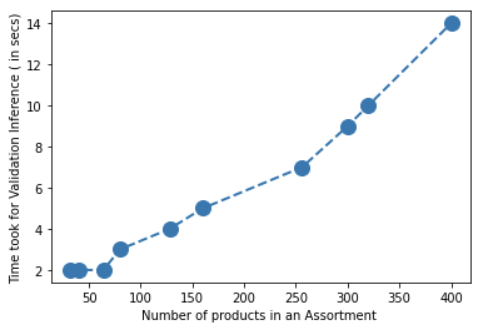 14
12
10
8
6
4
2
Time took for Validation Inference ( in secs)
50 100 150 200 250 300 350 400
Number of products in an Assortment